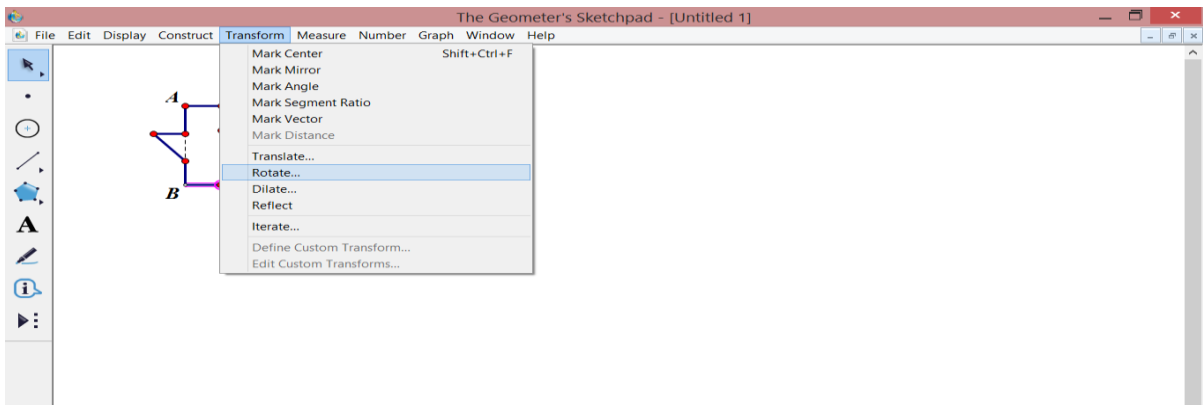 The Geometer's Sketchpad - [Untitled 1]
File Edit Display Construct Transform Measure Number Graph Window Help
Mark Center Shift+Ctrl+F
Mark Mirror
Mark Angle
Mark Segment Ratio
Mark Vector
Mark Distance
Translate...
Rotate...
Dilate...
Reflect
Iterate...
Define Custom Transform...
Edit Custom Transforms...
A
B
A